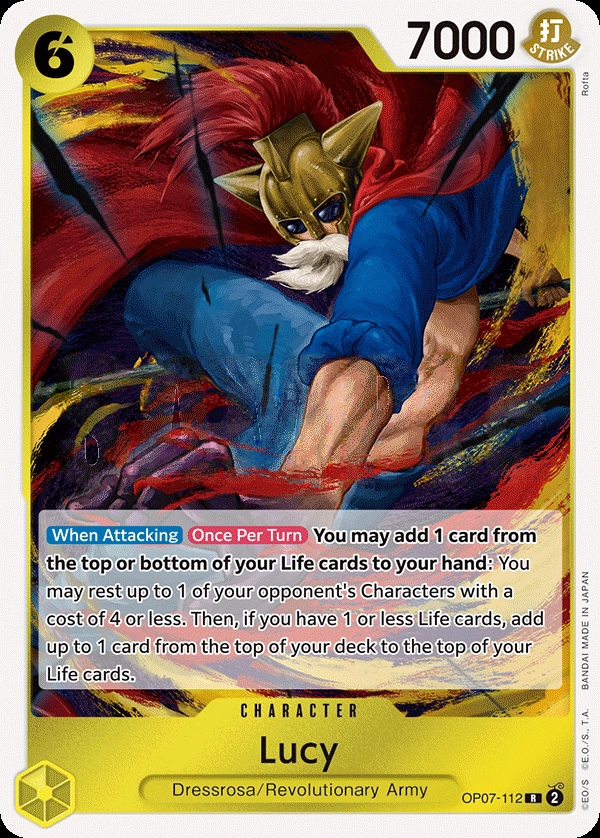 6
7000
打
STRIKE
Rofta
When Attacking Once Per Turn You may add 1 card from
the top or bottom of your Life cards to your hand: You
may rest up to 1 of your opponent's Characters with a
cost of 4 or less. Then, if you have 1 or less Life cards, add
up to 1 card from the top of your deck to the top of your
Life cards.
CHARACTER
Lucy
Dressrosa/Revolutionary Army
OP07-112 R 2
©E.O./S., T.A. BANDAI MADE IN JAPAN
©EO/S